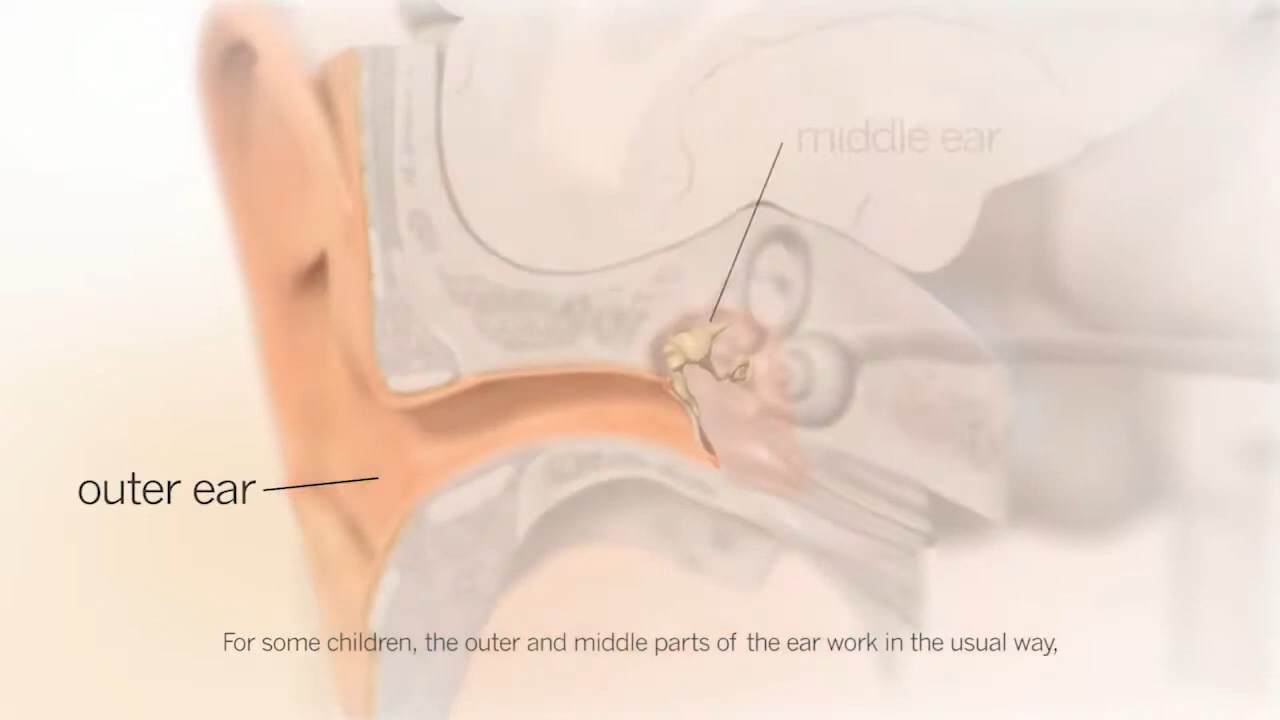 middle ear
outer ear
For some children, the outer and middle parts of the ear work in the usual way,